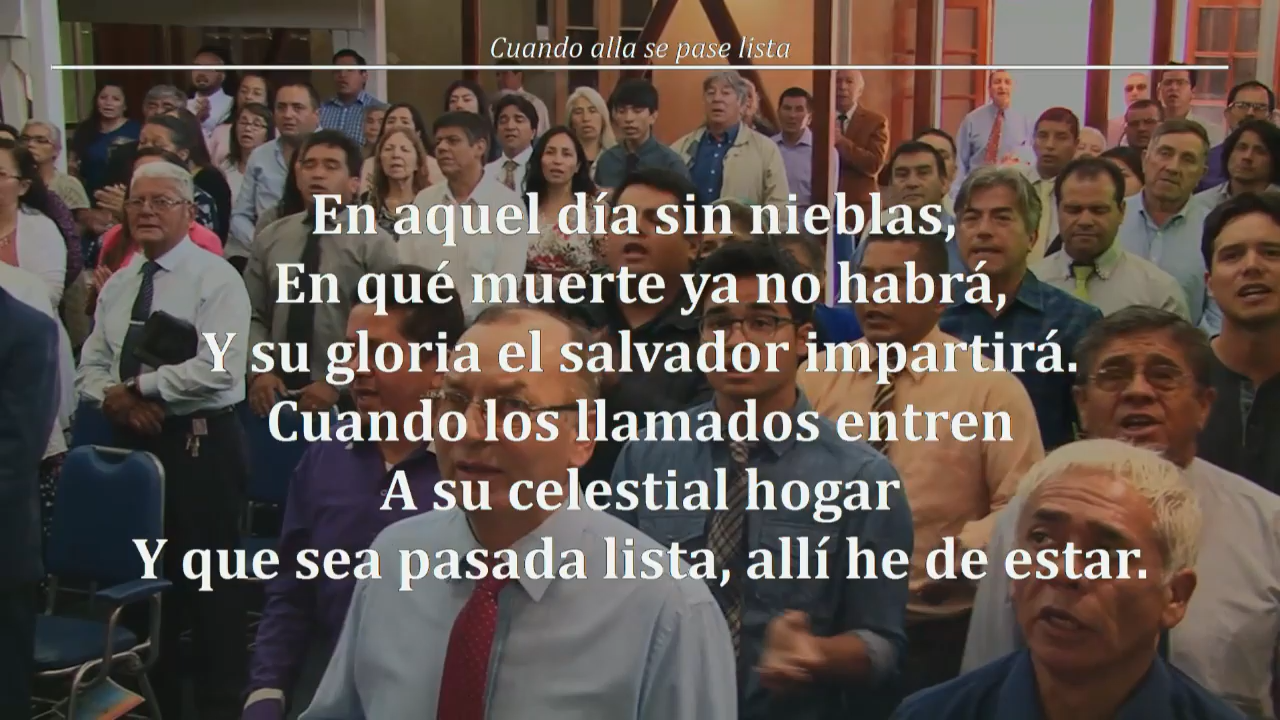 Cuando alla se pase lista
En aquel día sin nieblas,
En qué muerte ya no habrá,
Y su gloria el salvador impartirá.
Cuando los llamados entren
A su celestial hogar
Y que sea pasada lista, allí he de estar.